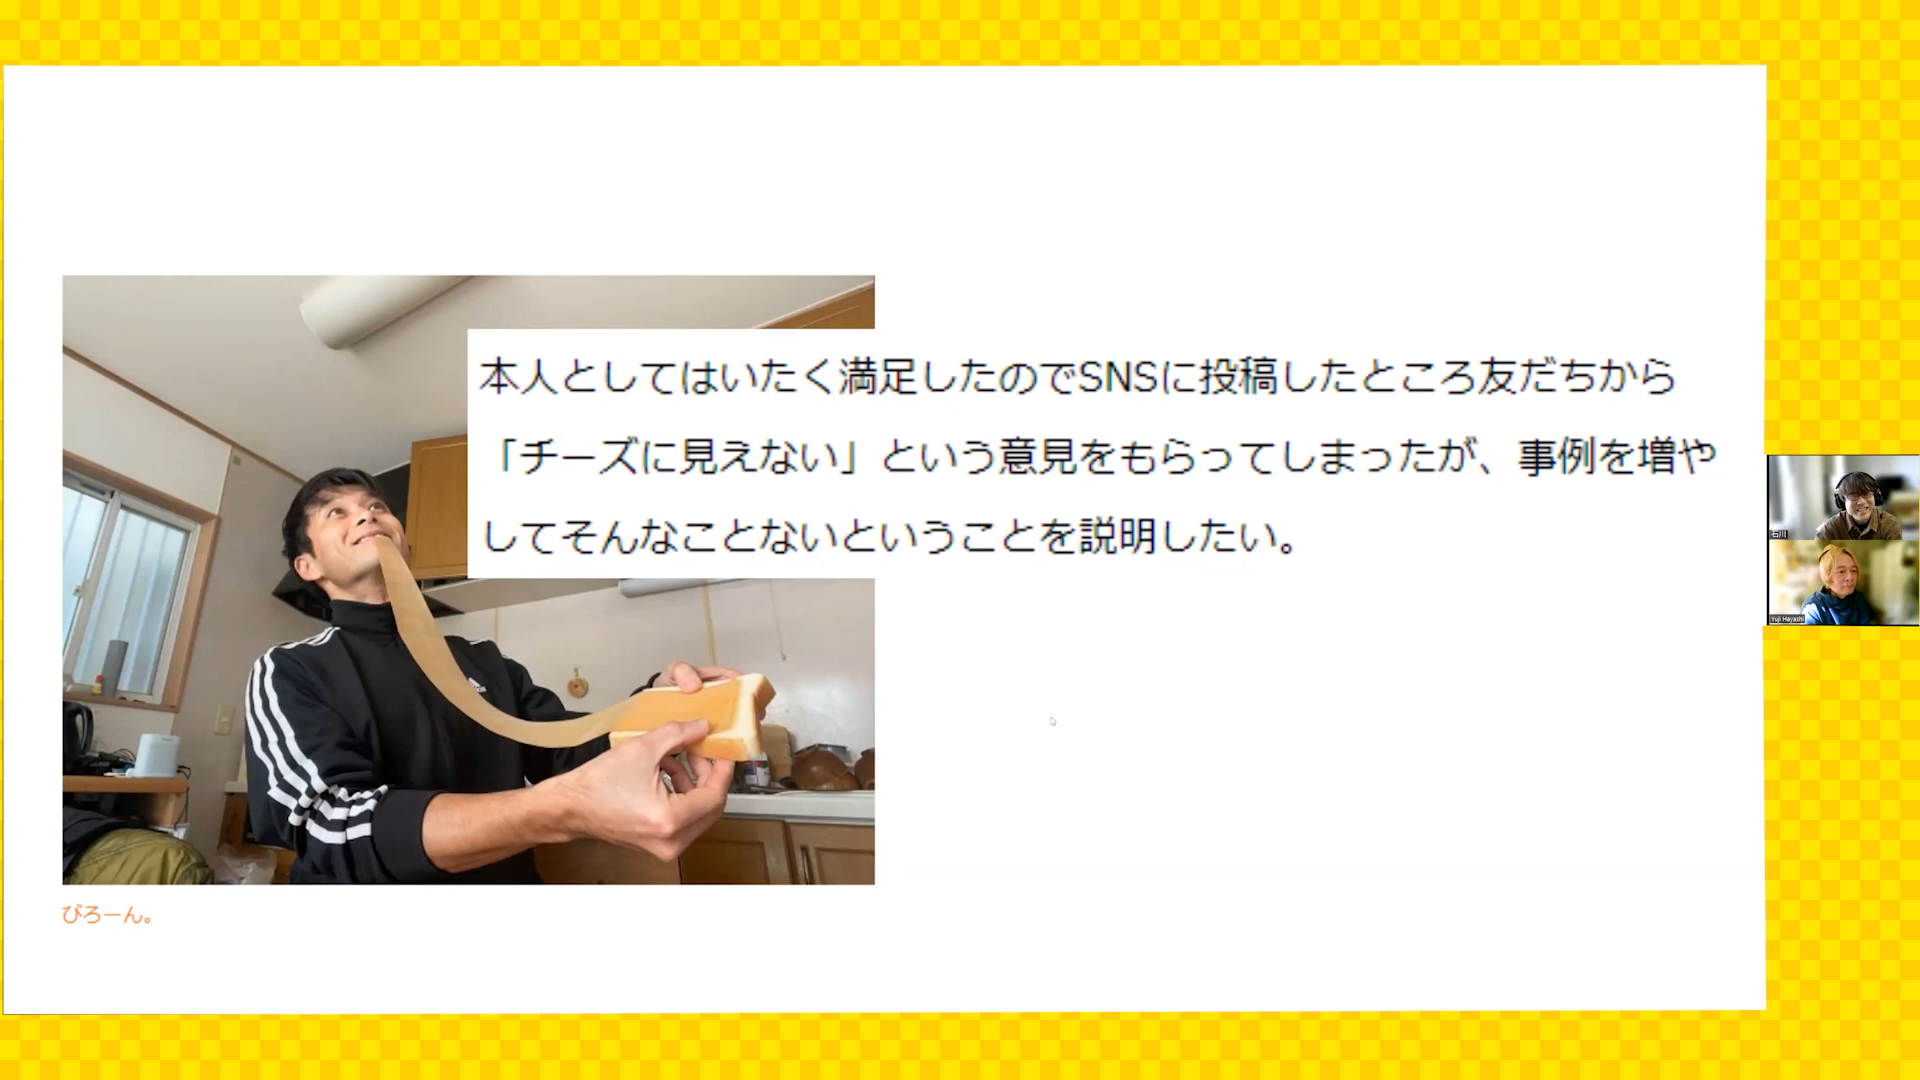 本人としてはいたく満足したのでSNSに投稿したところ友だちから
「チーズに見えない」という意見をもらってしまったが、事例を増や
してそんなことないということを説明したい。
びろーん。
石川
Yuji Hayashi